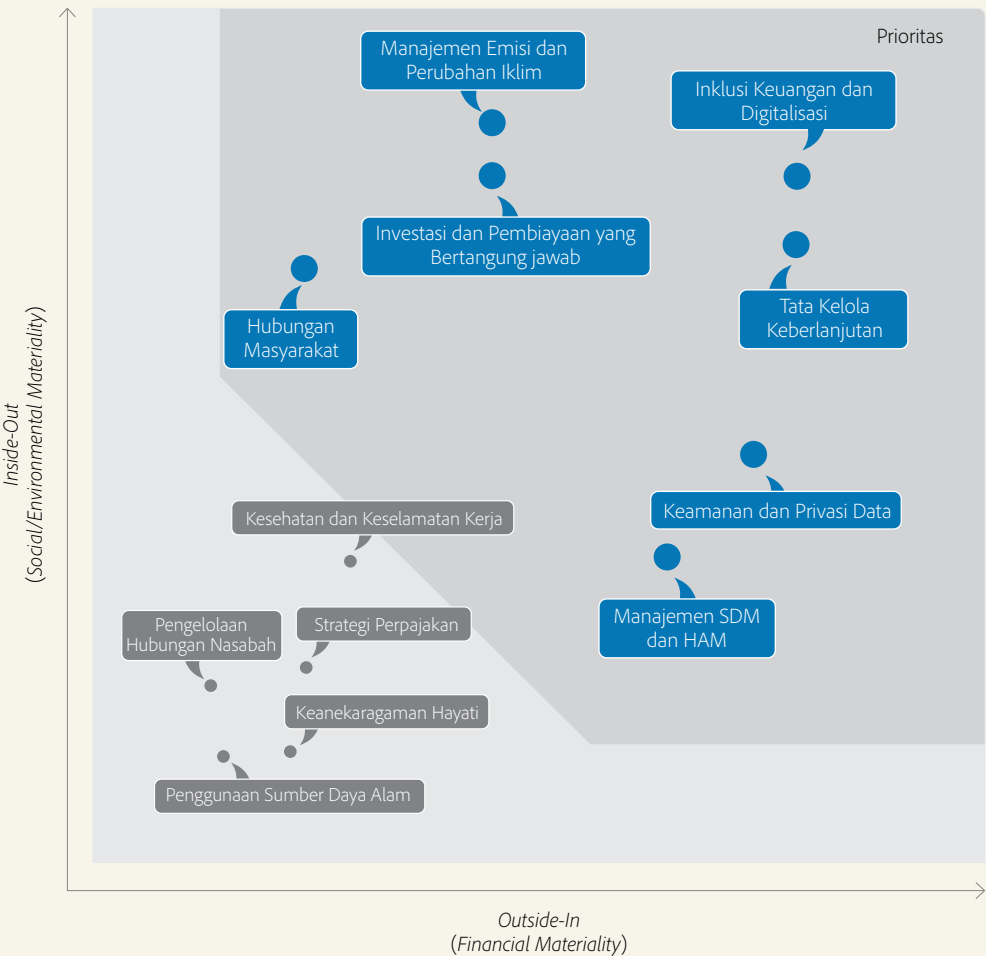 Prioritas
Manajemen Emisi dan
Perubahan Iklim
Inklusi Keuangan dan
Digitalisasi
Investasi dan Pembiayaan yang
Bertangung jawab
Tata Kelola
Keberlanjutan
Hubungan
Masyarakat
Inside-Out
(Social/Environmental Materiality)
Kesehatan dan Keselamatan Kerja
Keamanan dan Privasi Data
Manajemen SDM
dan HAM
Pengelolaan
Hubungan Nasabah
Strategi Perpajakan
Keanekaragaman Hayati
Penggunaan Sumber Daya Alam
Outside-In
(Financial Materiality)